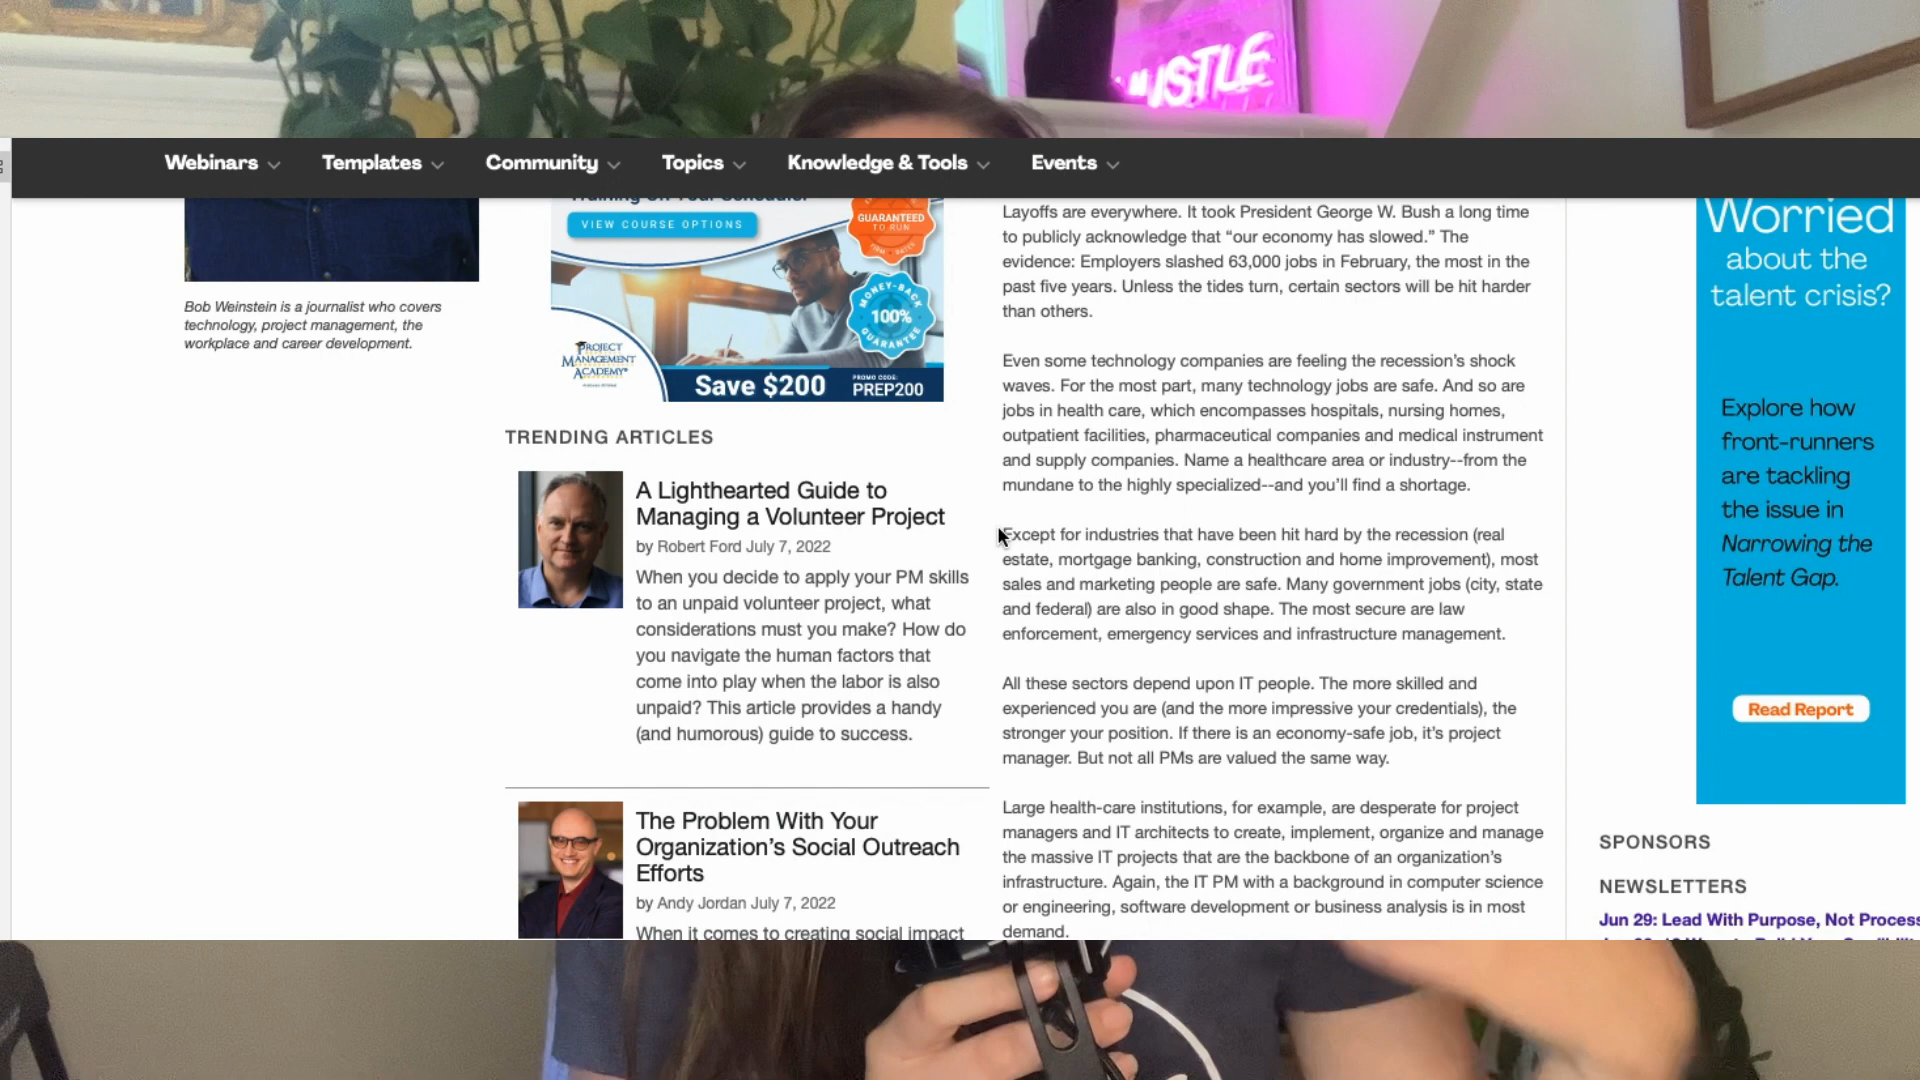 USTLE
Webinars
Templates
Community
Topics
Knowledge & Tools
Events
Bob Weinstein is a journalist who covers
technology, project management, the
workplace and career development.
VIEW COURSE OPTIONS
GUARANTEED
TO RUN
MONEY-BACK
100%
GUARANTEE
PROJECT
MANAGEMENT
ACADEMY
Save $200
PROMO CODE:
PREP200
TRENDING ARTICLES
A Lighthearted Guide to
Managing a Volunteer Project
by Robert Ford July 7, 2022
When you decide to apply your PM skills
to an unpaid volunteer project, what
considerations must you make? How do
you navigate the human factors that
come into play when the labor is also
unpaid? This article provides a handy
(and humorous) guide to success.
The Problem With Your
Organization's Social Outreach
Efforts
by Andy Jordan July 7, 2022
When it comes to creating social impact
Layoffs are everywhere. It took President George W. Bush a long time
to publicly acknowledge that “our economy has slowed.” The
evidence: Employers slashed 63,000 jobs in February, the most in the
past five years. Unless the tides turn, certain sectors will be hit harder
than others.
Even some technology companies are feeling the recession's shock
waves. For the most part, many technology jobs are safe. And so are
jobs in health care, which encompasses hospitals, nursing homes,
outpatient facilities, pharmaceutical companies and medical instrument
and supply companies. Name a healthcare area or industry--from the
mundane to the highly specialized--and you'll find a shortage.
Except for industries that have been hit hard by the recession (real
estate, mortgage banking, construction and home improvement), most
sales and marketing people are safe. Many government jobs (city, state
and federal) are also in good shape. The most secure are law
enforcement, emergency services and infrastructure management.
All these sectors depend upon IT people. The more skilled and
experienced you are (and the more impressive your credentials), the
stronger your position. If there is an economy-safe job, it's project
manager. But not all PMs are valued the same way.
Large health-care institutions, for example, are desperate for project
managers and IT architects to create, implement, organize and manage
the massive IT projects that are the backbone of an organization's
infrastructure. Again, the IT PM with a background in computer science
or engineering, software development or business analysis is in most
demand.
Worried
about the
talent crisis?
Explore how
front-runners
are tackling
the issue in
Narrowing the
Talent Gap.
Read Report
SPONSORS
NEWSLETTERS
Jun 29: Lead With Purpose, Not Process